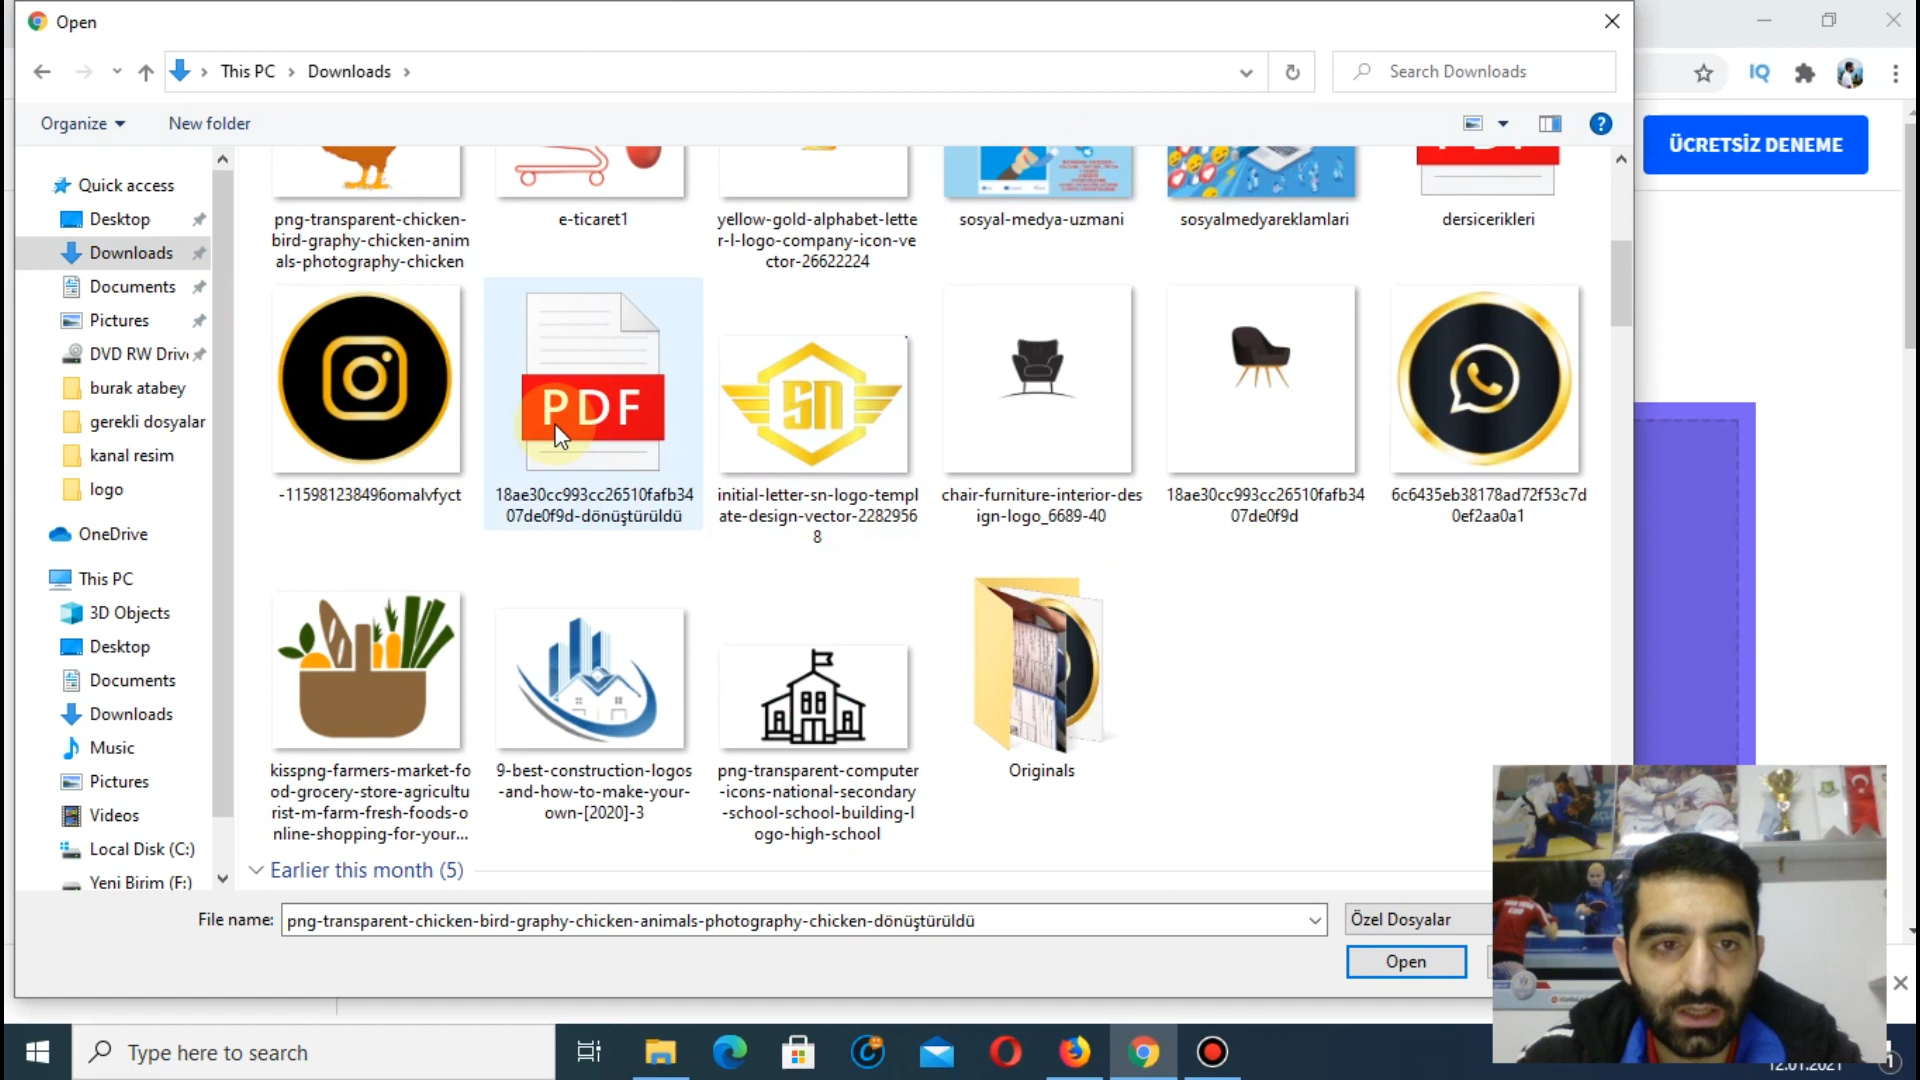 Open
This PC
Downloads
Search Downloads
Organize
New folder
IQ
ÜCRETSİZ DENEME
Quick access
Desktop
Downloads
Documents
Pictures
DVD RW Driv
burak atabey
gerekli dosyalar
kanal resim
logo
OneDrive
This PC
3D Objects
Desktop
Documents
Downloads
Music
Pictures
Videos
Local Disk (C:)
Yeni Birim (F:)
png-transparent-chicken-
bird-graphy-chicken-anim
als-photography-chicken
e-ticaret1
yellow-gold-alphabet-lette
r-l-logo-company-icon-ve
ctor-26622224
sosyal-medya-uzmani
sosyalmedyareklamlari
dersicerikleri
PDF
SN
-115981238496omalvfyct
18ae30cc993cc26510fafb34
07de0f9d-dönüştürüldü
initial-letter-sn-logo-templ
ate-design-vector-2282956
8
chair-furniture-interior-des
ign-logo_6689-40
18ae30cc993cc26510fafb34
07de0f9d
6c6435eb38178ad72f53c7d
0ef2aa0a1
kisspng-farmers-market-fo
od-grocery-store-agricultu
rist-m-farm-fresh-foods-o
nline-shopping-for-your...
9-best-construction-logos
-and-how-to-make-your-
own-[2020]-3
png-transparent-computer
-icons-national-secondary
-school-school-building-l
ogo-high-school
Originals
Earlier this month (5)
File name:
png-transparent-chicken-bird-graphy-chicken-animals-photography-chicken-dönüştürüldü
Özel Dosyalar
Open
Type here to search
12.01.2021
1